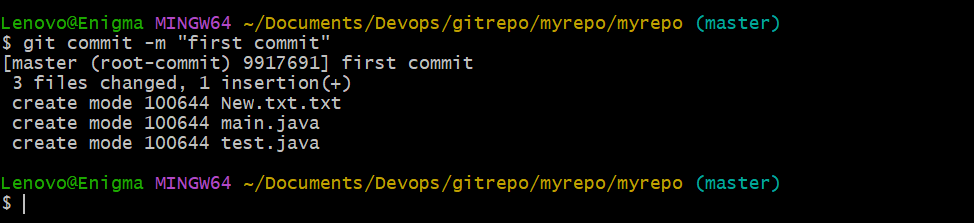 Lenovo@Enigma MINGW64 ~/Documents/Devops/gitrepo/myrepo/myrepo (master)
$ git commit -m "first commit"
[master (root-commit) 9917691] first commit
 3 files changed, 1 insertion(+)
 create mode 100644 New.txt.txt
 create mode 100644 main.java
 create mode 100644 test.java

Lenovo@Enigma MINGW64 ~/Documents/Devops/gitrepo/myrepo/myrepo (master)
$